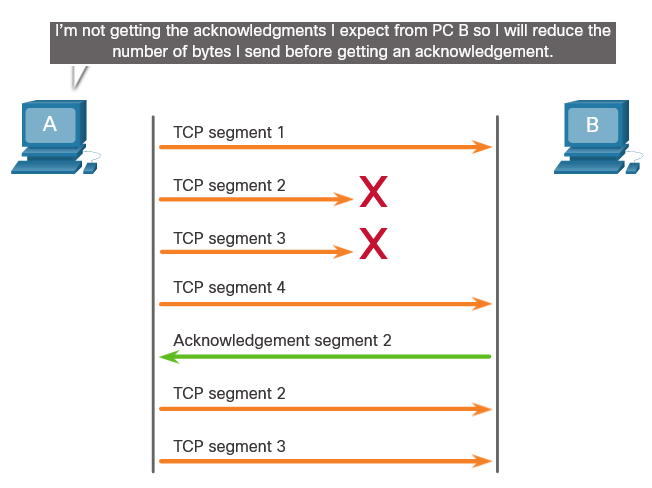 I'm not getting the acknowledgments I expect from PC B so I will reduce the
number of bytes I send before getting an acknowledgement.
A
B
TCP segment 1
TCP segment 2
X
TCP segment 3
X
TCP segment 4
Acknowledgement segment 2
TCP segment 2
TCP segment 3